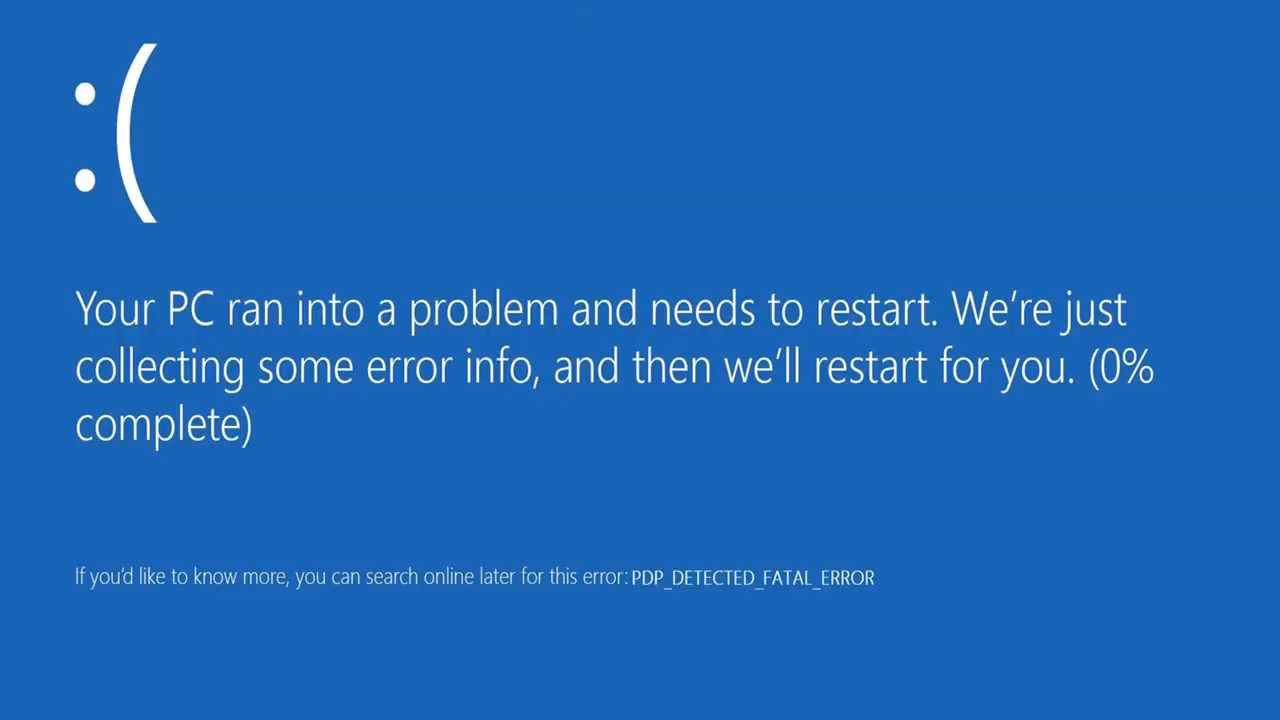 :(
Your PC ran into a problem and needs to restart. We're just
collecting some error info, and then we'll restart for you. (0%
complete)
If you'd like to know more, you can search online later for this error: PDP_DETECTED_FATAL_ERROR